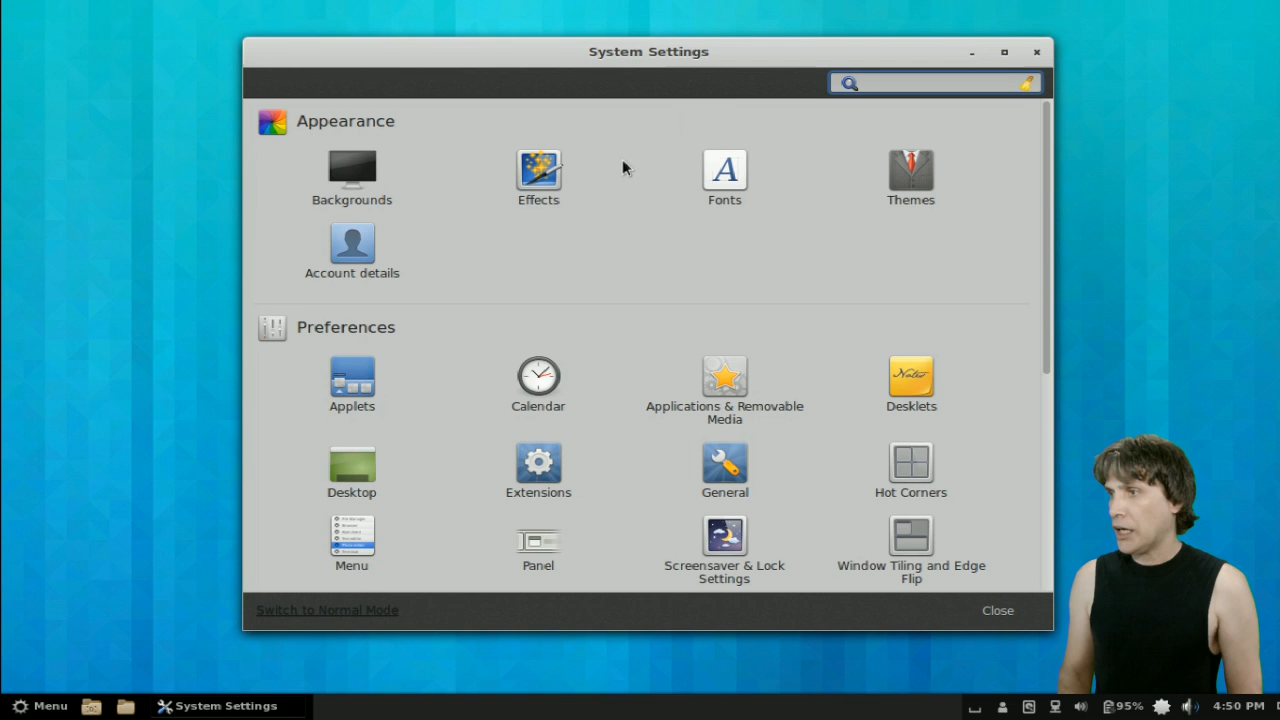 System Settings
Appearance
Backgrounds
Effects
A
Fonts
Themes
Account details
Preferences
Applets
Calendar
Applications & Removable
Media
Notes
Desklets
Desktop
Extensions
General
Hot Corners
Menu
Panel
Screensaver & Lock
Settings
Window Tiling and Edge
Flip
Switch to Normal Mode
Close
Menu
System Settings
95%
4:50 PM